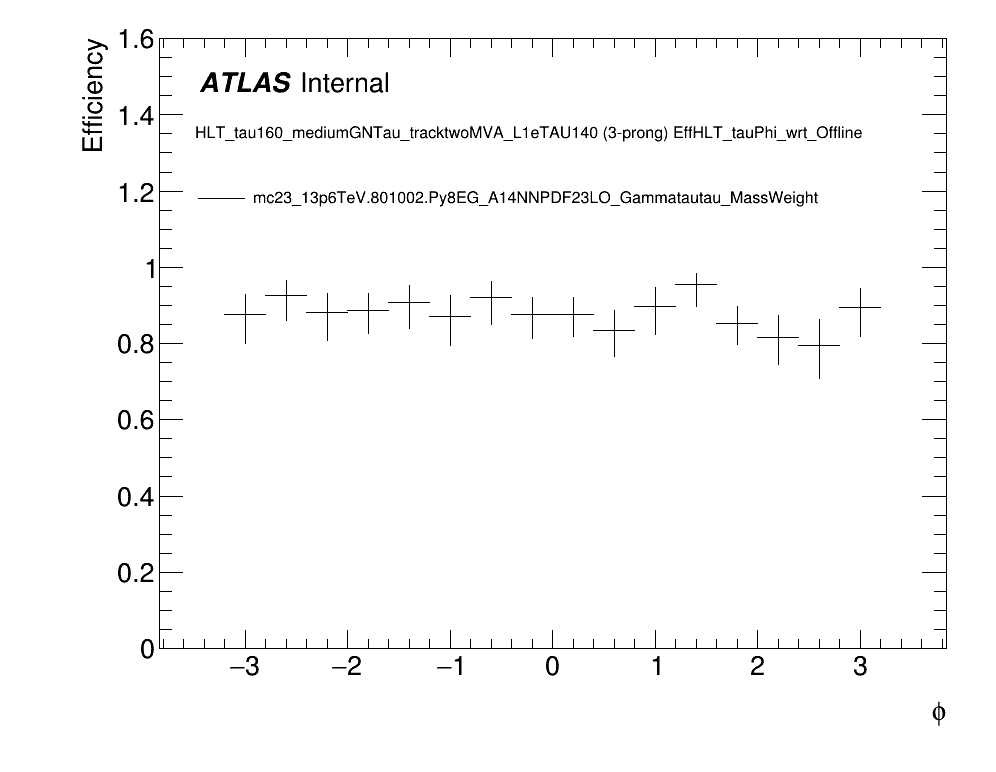 Efficiency
1.6
1.4
1.2
1
0.8
0.6
0.4
0.2
0
ATLAS Internal
HLT_tau160_mediumGNTau_tracktwoMVA_L1eTAU140 (3-prong) EffHLT_tauPhi_wrt_Offline
mc23_13p6TeV.801002.Py8EG_A14NNPDF23LO_Gammatautau_MassWeight
−3 −2 −1 0 1 2 3
ϕ